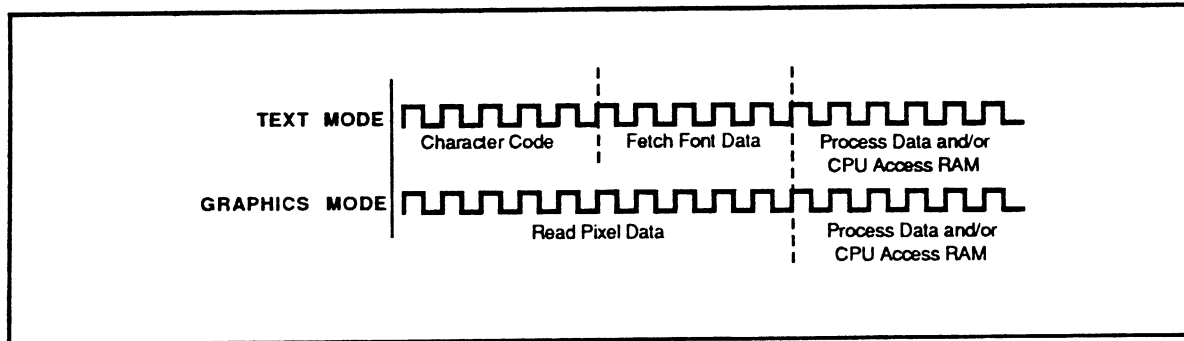 TEXT MODE
Character Code
Fetch Font Data
Process Data and/or
CPU Access RAM
GRAPHICS MODE
Read Pixel Data
Process Data and/or
CPU Access RAM